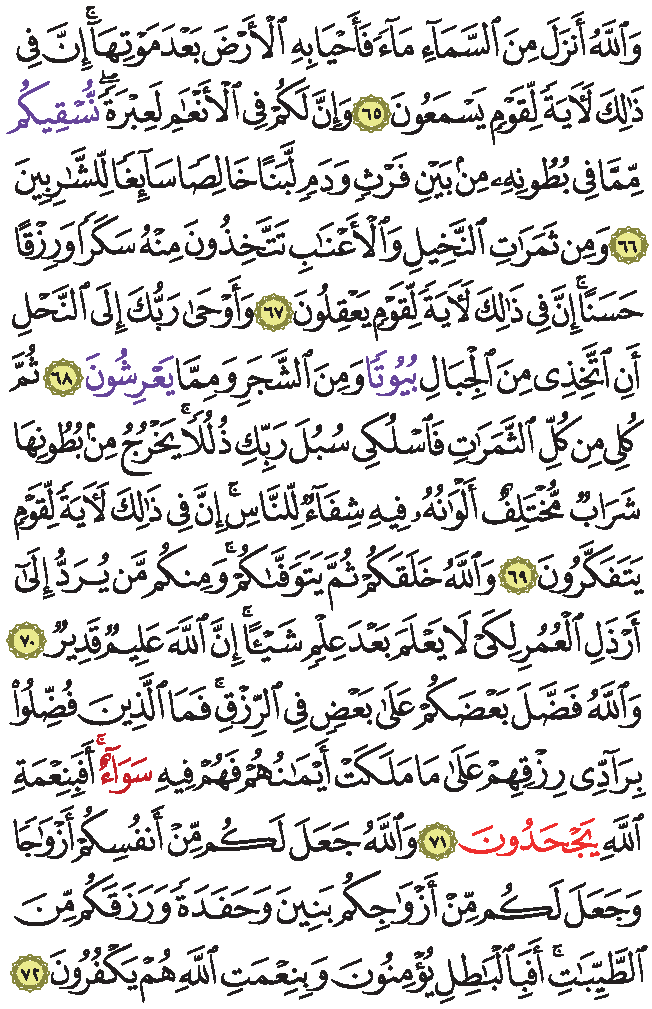 وَٱللَّهُ أَنزَلَ مِنَ ٱلسَّمَآءِ مَآءً فَأَحْيَا بِهِ ٱلْأَرْضَ بَعْدَ مَوْتِهَآۚ إِنَّ فِى
ذَٰلِكَ لَأٓيَةً لِّقَوْمٍ يَسْمَعُونَ ٦٥ وَإِنَّ لَكُمْ فِى ٱلْأَنْعَٰمِ لَعِبْرَةًۖ نُّسْقِيكُم
مِّمَّا فِى بُطُونِهِۦ مِنۢ بَيْنِ فَرْثٍ وَدَمٍ لَّبَنًا خَالِصًا سَآئِغًا لِّلشَّٰرِبِينَ
٦٦ وَمِن ثَمَرَٰتِ ٱلنَّخِيلِ وَٱلْأَعْنَٰبِ تَتَّخِذُونَ مِنْهُ سَكَرًا وَرِزْقًا
حَسَنًاۚ إِنَّ فِى ذَٰلِكَ لَأٓيَةً لِّقَوْمٍ يَعْقِلُونَ ٦٧ وَأَوْحَىٰ رَبُّكَ إِلَى ٱلنَّحْلِ
أَنِ ٱتَّخِذِى مِنَ ٱلْجِبَالِ بُيُوتًا وَمِنَ ٱلشَّجَرِ وَمِمَّا يَعْرِشُونَ ٦٨ ثُمَّ
كُلِى مِن كُلِّ ٱلثَّمَرَٰتِ فَٱسْلُكِى سُبُلَ رَبِّكِ ذُلُلًاۚ يَخْرُجُ مِنۢ بُطُونِهَا
شَرَابٌ مُّخْتَلِفٌ أَلْوَٰنُهُۥ فِيهِ شِفَآءٌ لِّلنَّاسِۚ إِنَّ فِى ذَٰلِكَ لَأٓيَةً لِّقَوْمٍ
يَتَفَكَّرُونَ ٦٩ وَٱللَّهُ خَلَقَكُمْ ثُمَّ يَتَوَفَّىٰكُمْۚ وَمِنكُم مَّن يُرَدُّ إِلَىٰٓ
أَرْذَلِ ٱلْعُمُرِ لِكَىْ لَا يَعْلَمَ بَعْدَ عِلْمٍ شَيْـًٔاۚ إِنَّ ٱللَّهَ عَلِيمٌ قَدِيرٌ ٧٠
وَٱللَّهُ فَضَّلَ بَعْضَكُمْ عَلَىٰ بَعْضٍ فِى ٱلرِّزْقِۚ فَمَا ٱلَّذِينَ فُضِّلُوا۟
بِرَآدِّى رِزْقِهِمْ عَلَىٰ مَا مَلَكَتْ أَيْمَٰنُهُمْ فَهُمْ فِيهِ سَوَآءٌۚ أَفَبِنِعْمَةِ
ٱللَّهِ يَجْحَدُونَ ٧١ وَٱللَّهُ جَعَلَ لَكُم مِّنْ أَنفُسِكُمْ أَزْوَٰجًا
وَجَعَلَ لَكُم مِّنْ أَزْوَٰجِكُم بَنِينَ وَحَفَدَةً وَرَزَقَكُم مِّنَ
ٱلطَّيِّبَٰتِۚ أَفَبِٱلْبَٰطِلِ يُؤْمِنُونَ وَبِنِعْمَتِ ٱللَّهِ هُمْ يَكْفُرُونَ ٧٢